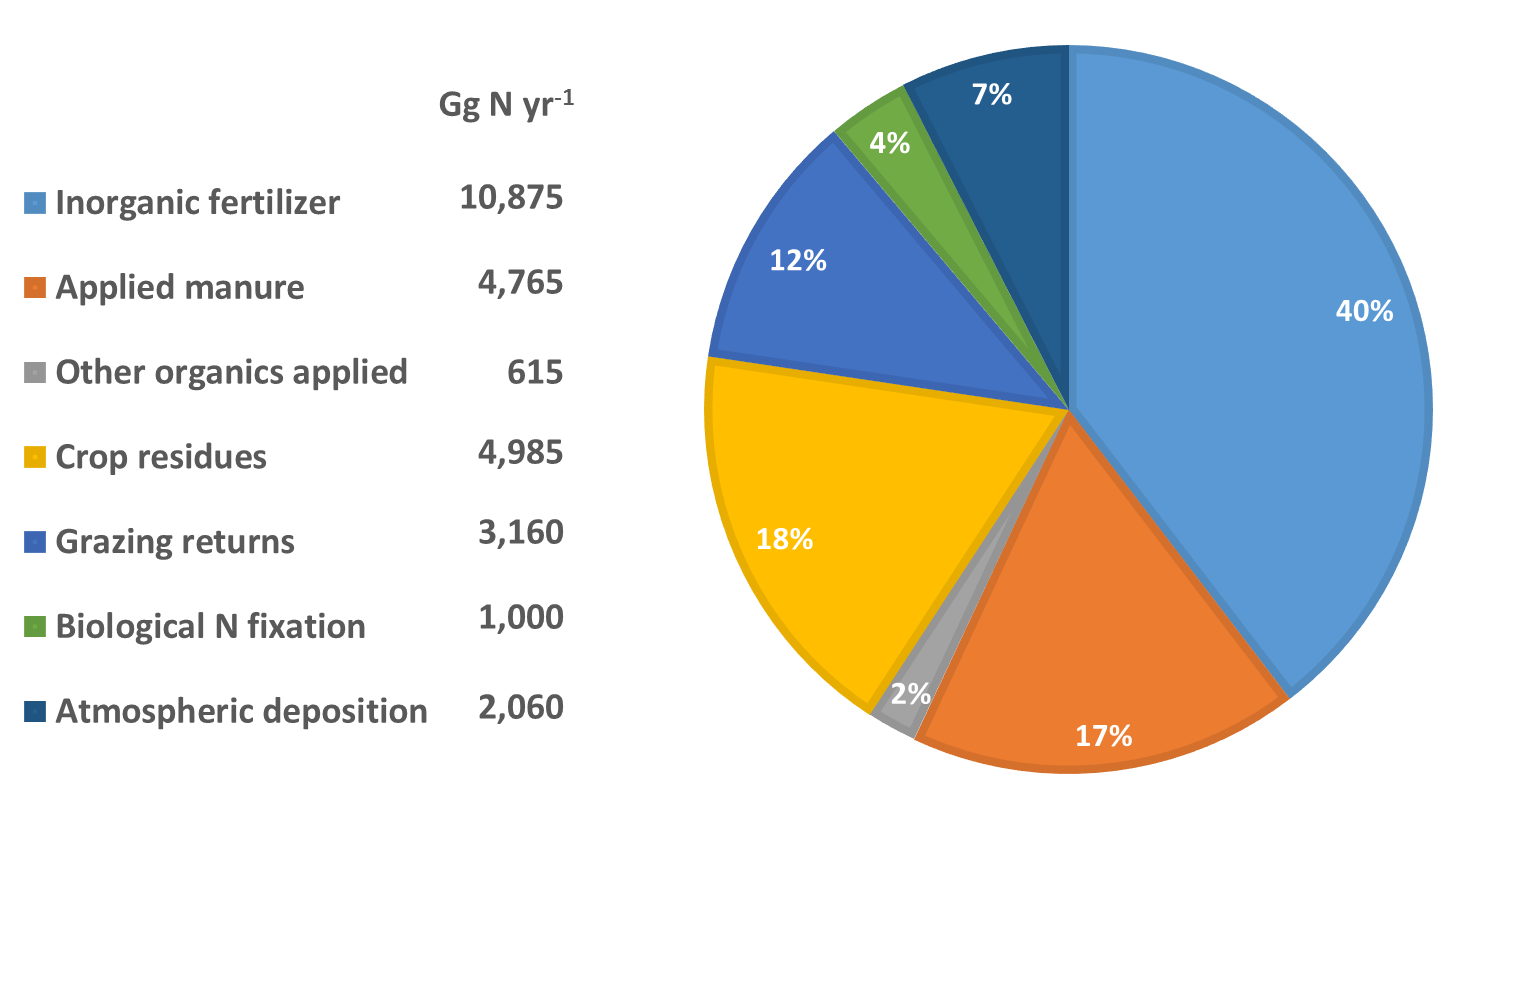 Gg N yr-1
Inorganic fertilizer 10,875
Applied manure 4,765
Other organics applied 615
Crop residues 4,985
Grazing returns 3,160
Biological N fixation 1,000
Atmospheric deposition 2,060
7%
4%
12%
40%
18%
2%
17%